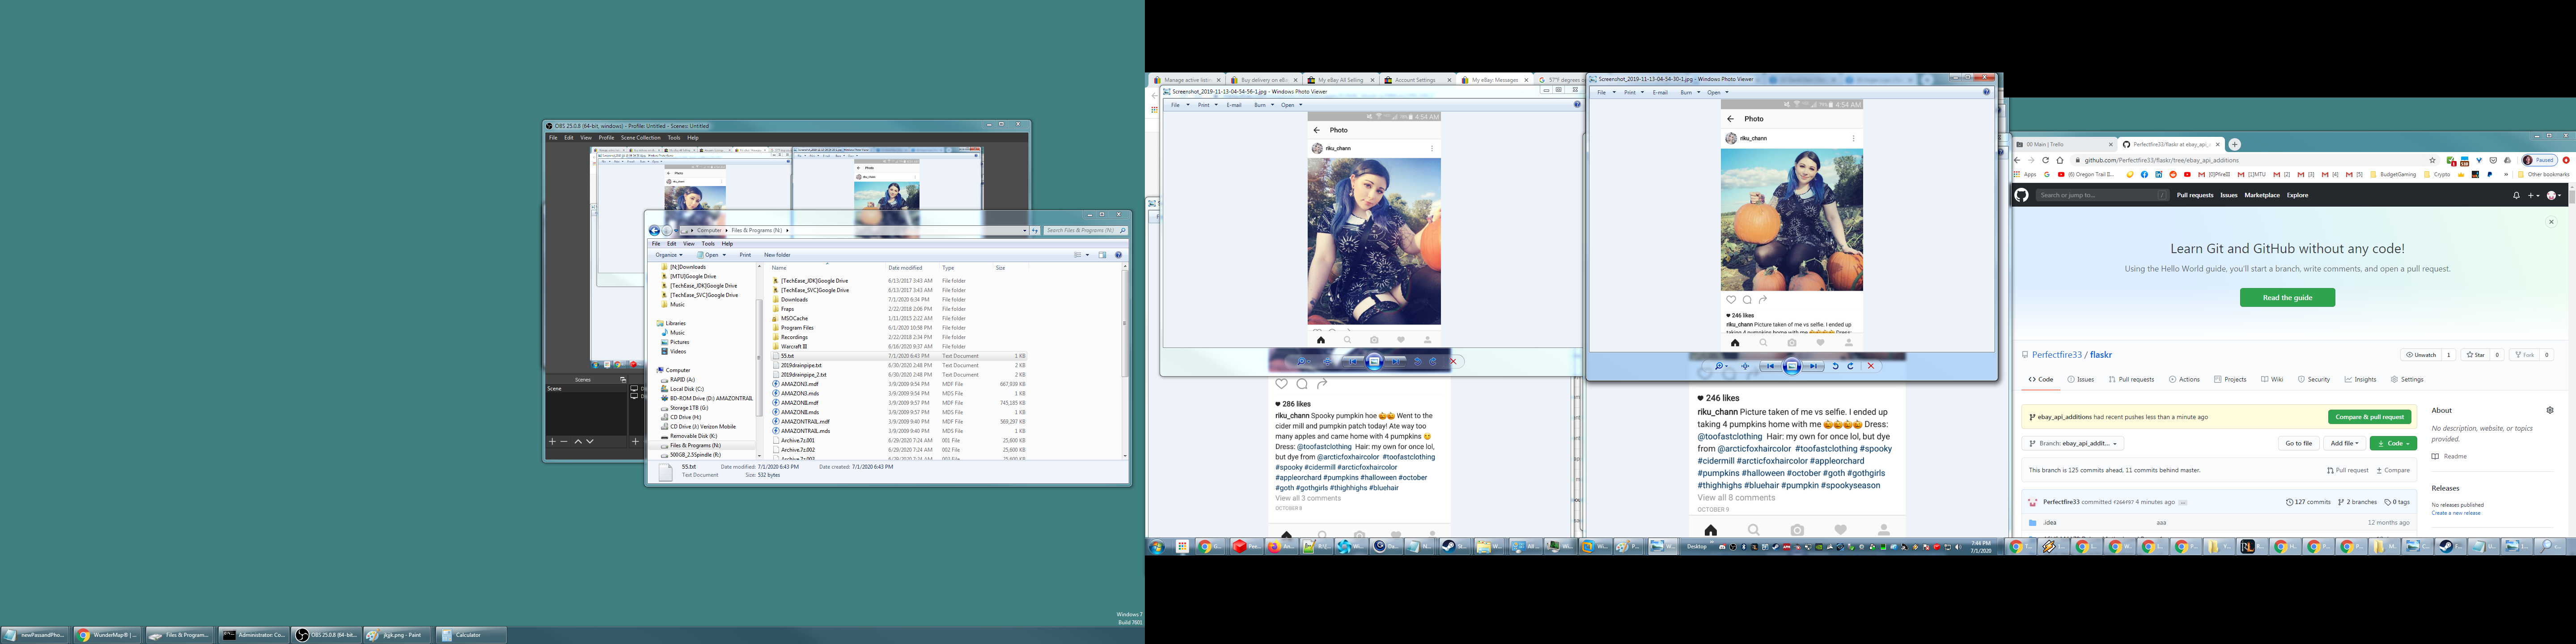 OBS 25.0.8 (64-bit, windows) - Profile: Untitled - Scenes: Untitled
File Edit View Profile Scene Collection Tools Help
Scenes
Scene
Computer Files & Programs (N:)
Search Files & Programs (N:)
File Edit View Tools Help
Organize Open Print New folder
[N:]Downloads
[MTU]Google Drive
[TechEase_JDK]Google Drive
[TechEase_SVC]Google Drive
Music
Libraries
Music
Pictures
Videos
Computer
RAPID (A:)
Local Disk (C:)
BD-ROM Drive (D:) AMAZONTRAIL
Storage 1TB (G:)
CD Drive (H:)
CD Drive (J:) Verizon Mobile
Removable Disk (K:)
Files & Programs (N:)
500GB_2.5Spindle (R:)
Name Date modified Type Size
[TechEase_JDK]Google Drive 6/13/2017 3:43 AM File folder
[TechEase_SVC]Google Drive 6/13/2017 3:43 AM File folder
Downloads 7/1/2020 6:34 PM File folder
Fraps 2/22/2018 2:06 PM File folder
MSOCache 1/11/2015 2:22 AM File folder
Program Files 6/1/2020 10:58 PM File folder
Recordings 2/22/2018 2:34 PM File folder
Warcraft III 6/16/2020 9:37 AM File folder
55.txt 7/1/2020 6:43 PM Text Document 1 KB
2019drainpipe.txt 6/30/2020 2:48 PM Text Document 2 KB
2019drainpipe_2.txt 6/30/2020 2:48 PM Text Document 2 KB
AMAZON3.mdf 3/9/2009 9:54 PM MDF File 667,939 KB
AMAZON3.mds 3/9/2009 9:54 PM MDS File 1 KB
AMAZON8.mdf 3/9/2009 9:57 PM MDF File 745,185 KB
AMAZON8.mds 3/9/2009 9:57 PM MDS File 1 KB
AMAZONTRAIL.mdf 3/9/2009 9:40 PM MDF File 569,297 KB
AMAZONTRAIL.mds 3/9/2009 9:40 PM MDS File 1 KB
Archive.7z.001 6/29/2020 7:24 AM 001 File 25,600 KB
Archive.7z.002 6/29/2020 7:24 AM 002 File 25,600 KB
55.txt Date modified: 7/1/2020 6:43 PM Date created: 7/1/2020 6:43 PM
Text Document Size: 532 bytes
Windows 7
Build 7601
newPassandPho... WunderMap® | ... Files & Program... Administrator: Co... OBS 25.0.8 (64-bit... jkjjk.png - Paint Calculator
Manage active listi Buy delivery on eBa My eBay All Selling Account Settings My eBay: Messages 57°F degrees
Screenshot_2019-11-13-04-54-56-1.jpg - Windows Photo Viewer
File Print E-mail Burn Open
4:54 AM
Photo
riku_chann
286 likes
riku_chann Spooky pumpkin hoe 🎃🎃 Went to the
cider mill and pumpkin patch today! Ate way too
many apples and came home with 4 pumpkins
Dress: @toofastclothing Hair: my own for once lol,
but dye from @arcticfoxhaircolor #toofastclothing
#spooky #cidermill #arcticfoxhaircolor
#appleorchard #pumpkins #halloween #october
#goth #gothgirls #thighhighs #bluehair
View all 3 comments
OCTOBER 8
Screenshot_2019-11-13-04-54-30-1.jpg - Windows Photo Viewer
File Print E-mail Burn Open
4:54 AM
Photo
riku_chann
246 likes
riku_chann Picture taken of me vs selfie. I ended up
taking 4 pumpkins home with me 🎃🎃🎃🎃 Dress:
246 likes
riku_chann Picture taken of me vs selfie. I ended up
taking 4 pumpkins home with me 🎃🎃🎃🎃 Dress:
@toofastclothing Hair: my own for once lol, but dye
from @arcticfoxhaircolor #toofastclothing #spooky
#cidermill #arcticfoxhaircolor #appleorchard
#pumpkins #halloween #october #goth #gothgirls
#thighhighs #bluehair #pumpkin #spookyseason
View all 8 comments
OCTOBER 9
Desktop
7:44 PM
7/1/2020
00 Main | Trello Perfectfire33/flaskr at ebay_api_
github.com/Perfectfire33/flaskr/tree/ebay_api_additions
Paused
Apps (6) Oregon Trail II... [0]PfireIII [1]MTU [2] [3] [4] [5] BudgetGaming Crypto Other bookmarks
Search or jump to... Pull requests Issues Marketplace Explore
Learn Git and GitHub without any code!
Using the Hello World guide, you'll start a branch, write comments, and open a pull request.
Read the guide
Perfectfire33 / flaskr
Unwatch 1 Star 0 Fork 0
Code Issues Pull requests Actions Projects Wiki Security Insights Settings
ebay_api_additions had recent pushes less than a minute ago
Compare & pull request
Branch: ebay_api_addit... Go to file Add file Code
This branch is 125 commits ahead, 11 commits behind master.
Pull request Compare
Perfectfire33 committed f264f97 4 minutes ago
127 commits 2 branches 0 tags
.idea aaa 12 months ago
About
No description, website, or topics
provided.
Readme
Releases
No releases published
Create a new release